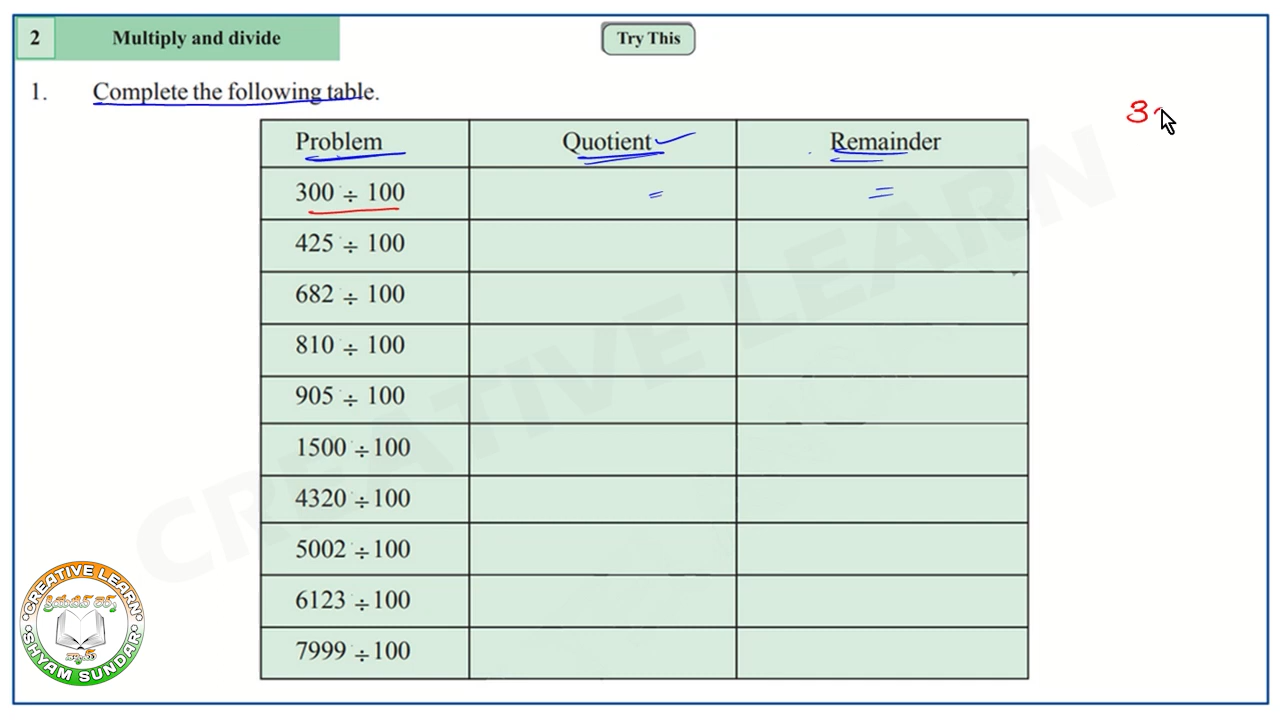 2 Multiply and divide
Try This
1. Complete the following table.
3
Problem Quotient Remainder
300 ÷ 100 = =
425 ÷ 100
682 ÷ 100
810 ÷ 100
905 ÷ 100
1500 ÷ 100
4320 ÷ 100
5002 ÷ 100
6123 ÷ 100
7999 ÷ 100
CREATIVE LEARN
CREATIVE LEARN
క్రియేటివ్ లెర్న్
శ్యామ్
SHYAM SUNDAR